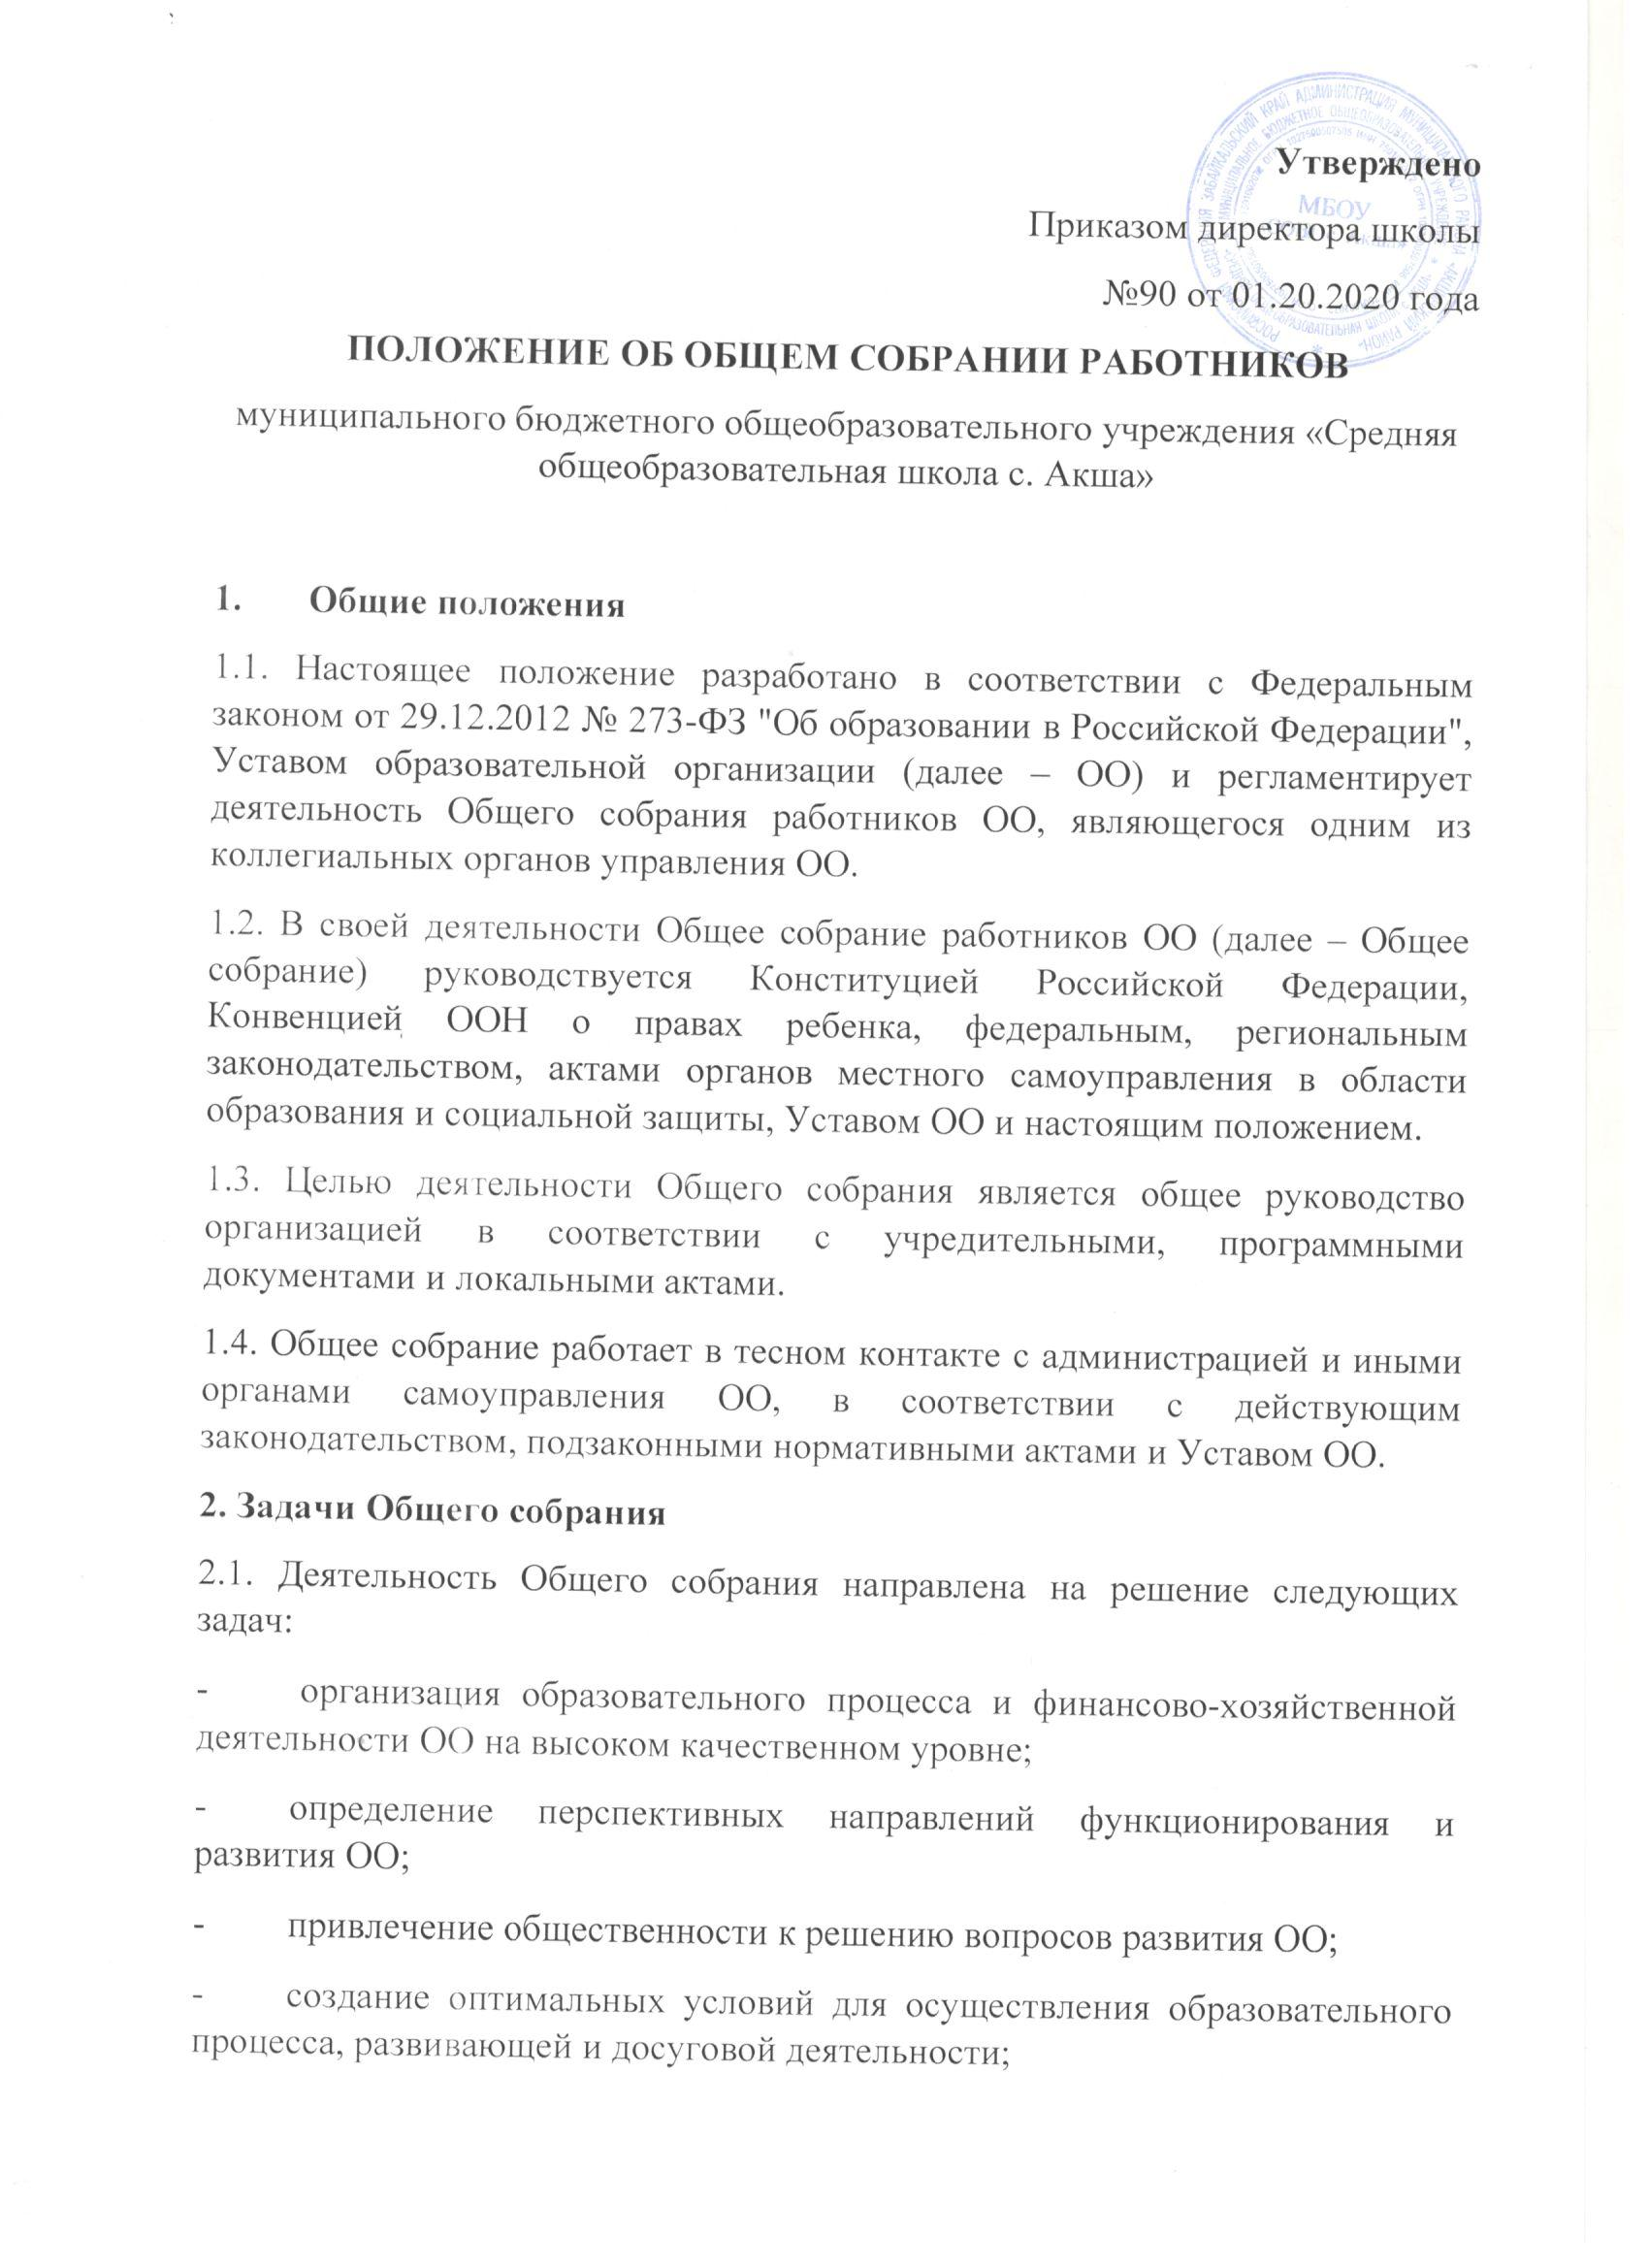 Утверждено
Приказом директора школы
№90 от 01.20.2020 года
МБОУ
ПОЛОЖЕНИЕ ОБ ОБЩЕМ СОБРАНИИ РАБОТНИКОВ
муниципального бюджетного общеобразовательного учреждения «Средняя
общеобразовательная школа с. Акша»
1. Общие положения
1.1. Настоящее положение разработано в соответствии с Федеральным
законом от 29.12.2012 № 273-ФЗ "Об образовании в Российской Федерации",
Уставом образовательной организации (далее – ОО) и регламентирует
деятельность Общего собрания работников ОО, являющегося одним из
коллегиальных органов управления ОО.
1.2. В своей деятельности Общее собрание работников ОО (далее – Общее
собрание) руководствуется Конституцией Российской Федерации,
Конвенцией ООН о правах ребенка, федеральным, региональным
законодательством, актами органов местного самоуправления в области
образования и социальной защиты, Уставом ОО и настоящим положением.
1.3. Целью деятельности Общего собрания является общее руководство
организацией в соответствии с учредительными, программными
документами и локальными актами.
1.4. Общее собрание работает в тесном контакте с администрацией и иными
органами самоуправления ОО, в соответствии с действующим
законодательством, подзаконными нормативными актами и Уставом ОО.
2. Задачи Общего собрания
2.1. Деятельность Общего собрания направлена на решение следующих
задач:
- организация образовательного процесса и финансово-хозяйственной
деятельности ОО на высоком качественном уровне;
- определение перспективных направлений функционирования и
развития ОО;
- привлечение общественности к решению вопросов развития ОО;
- создание оптимальных условий для осуществления образовательного
процесса, развивающей и досуговой деятельности;